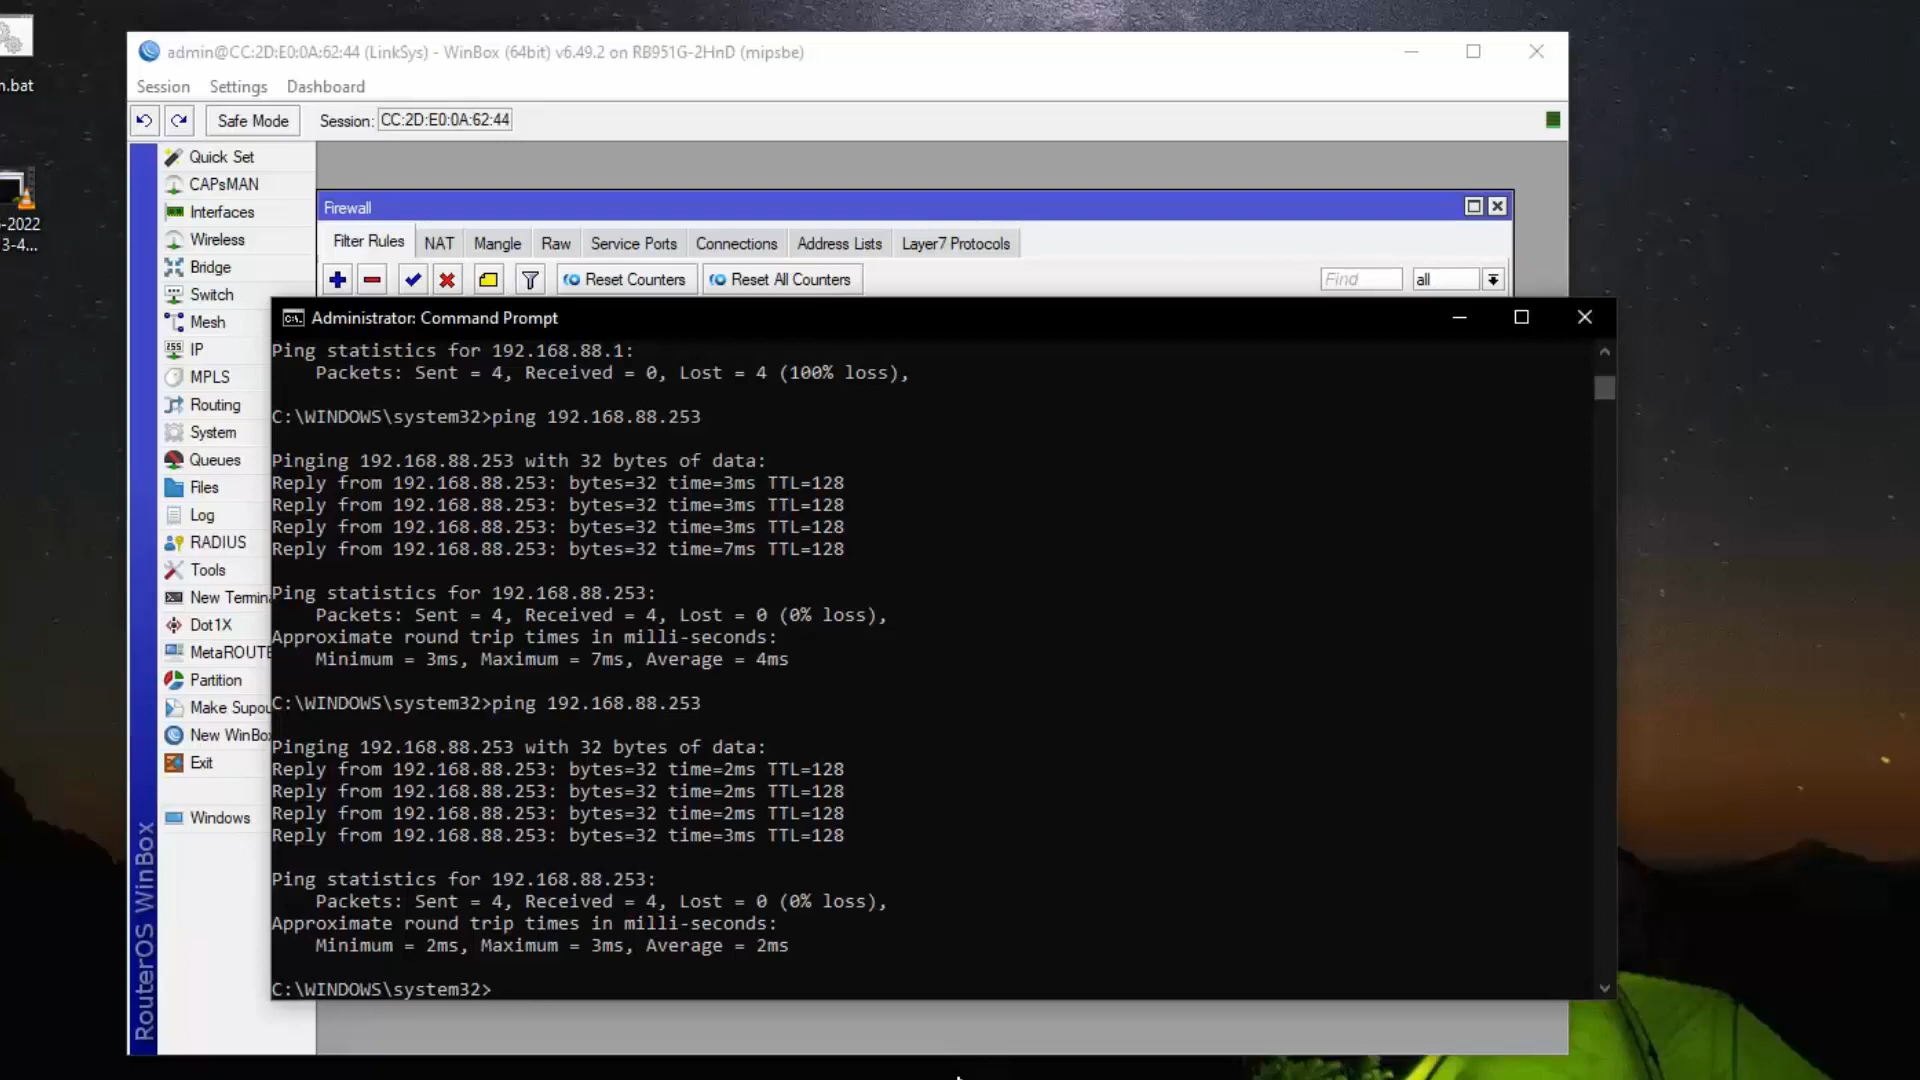 n.bat
-2022
3-4...
admin@CC:2D:E0:0A:62:44 (LinkSys) - WinBox (64bit) v6.49.2 on RB951G-2HnD (mipsbe)
Session Settings Dashboard
Safe Mode Session: CC:2D:E0:0A:62:44
Quick Set
CAPsMAN
Interfaces
Wireless
Bridge
Switch
Mesh
IP
MPLS
Routing
System
Queues
Files
Log
RADIUS
Tools
New Termin
Dot1X
MetaROUTE
Partition
Make Supou
New WinBo
Exit
Windows
RouterOS WinBox
Firewall
Filter Rules NAT Mangle Raw Service Ports Connections Address Lists Layer7 Protocols
Reset Counters Reset All Counters Find all
Administrator: Command Prompt
Ping statistics for 192.168.88.1:
Packets: Sent = 4, Received = 0, Lost = 4 (100% loss),
C:\WINDOWS\system32>ping 192.168.88.253
Pinging 192.168.88.253 with 32 bytes of data:
Reply from 192.168.88.253: bytes=32 time=3ms TTL=128
Reply from 192.168.88.253: bytes=32 time=3ms TTL=128
Reply from 192.168.88.253: bytes=32 time=3ms TTL=128
Reply from 192.168.88.253: bytes=32 time=7ms TTL=128
Ping statistics for 192.168.88.253:
Packets: Sent = 4, Received = 4, Lost = 0 (0% loss),
Approximate round trip times in milli-seconds:
Minimum = 3ms, Maximum = 7ms, Average = 4ms
C:\WINDOWS\system32>ping 192.168.88.253
Pinging 192.168.88.253 with 32 bytes of data:
Reply from 192.168.88.253: bytes=32 time=2ms TTL=128
Reply from 192.168.88.253: bytes=32 time=2ms TTL=128
Reply from 192.168.88.253: bytes=32 time=2ms TTL=128
Reply from 192.168.88.253: bytes=32 time=3ms TTL=128
Ping statistics for 192.168.88.253:
Packets: Sent = 4, Received = 4, Lost = 0 (0% loss),
Approximate round trip times in milli-seconds:
Minimum = 2ms, Maximum = 3ms, Average = 2ms
C:\WINDOWS\system32>